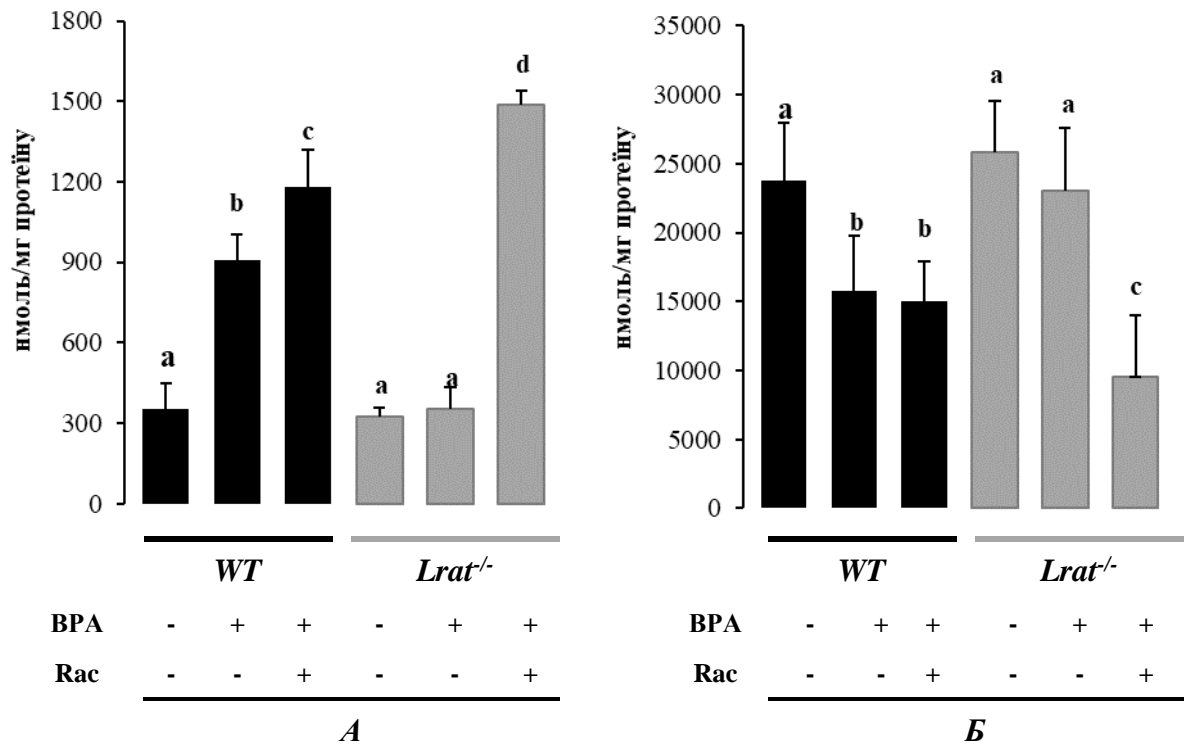 1800
1500
1200
900
600
300
0
нмоль/мг протеїну
a
b
c
a
a
d
WT
Lrat-/-
BPA - + + - + +
Rac - - + - - +
А
35000
30000
25000
20000
15000
10000
5000
0
нмоль/мг протеїну
a
b
b
a
a
c
WT
Lrat-/-
BPA - + + - + +
Rac - - + - - +
Б